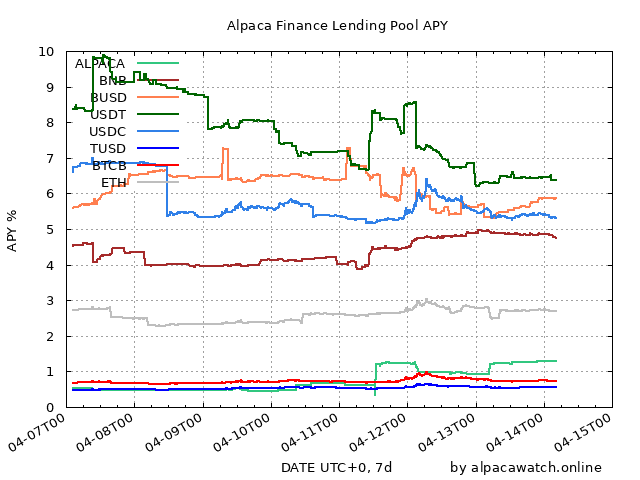 Alpaca Finance Lending Pool APY
10
9
8
7
6
5
4
3
2
1
0
APY %
ALPACA
BNB
BUSD
USDT
USDC
TUSD
BTCB
ETH
04-07T00
04-08T00
04-09T00
04-10T00
04-11T00
04-12T00
04-13T00
04-14T00
04-15T00
DATE UTC+0, 7d
by alpacawatch.online